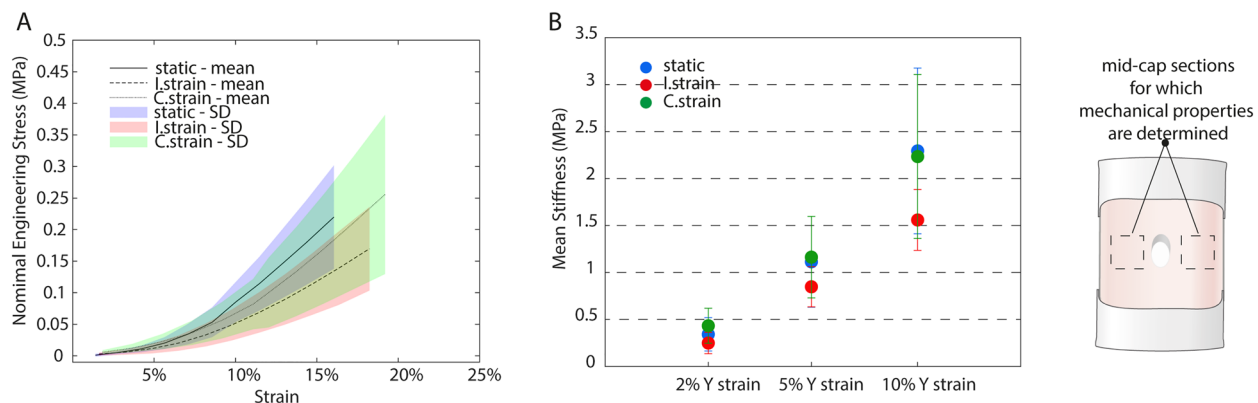 A
Nomimal Engineering Stress (MPa)
0.5
0.45
0.4
0.35
0.3
0.25
0.2
0.15
0.1
0.05
0
static - mean
I.strain - mean
C.strain - mean
static - SD
I.strain - SD
C.strain - SD
5%
10%
15%
20%
25%
Strain
B
Mean Stiffness (MPa)
3.5
3
2.5
2
1.5
1
0.5
0
static
I.strain
C.strain
2% Y strain
5% Y strain
10% Y strain
mid-cap sections
for which
mechanical properties
are determined